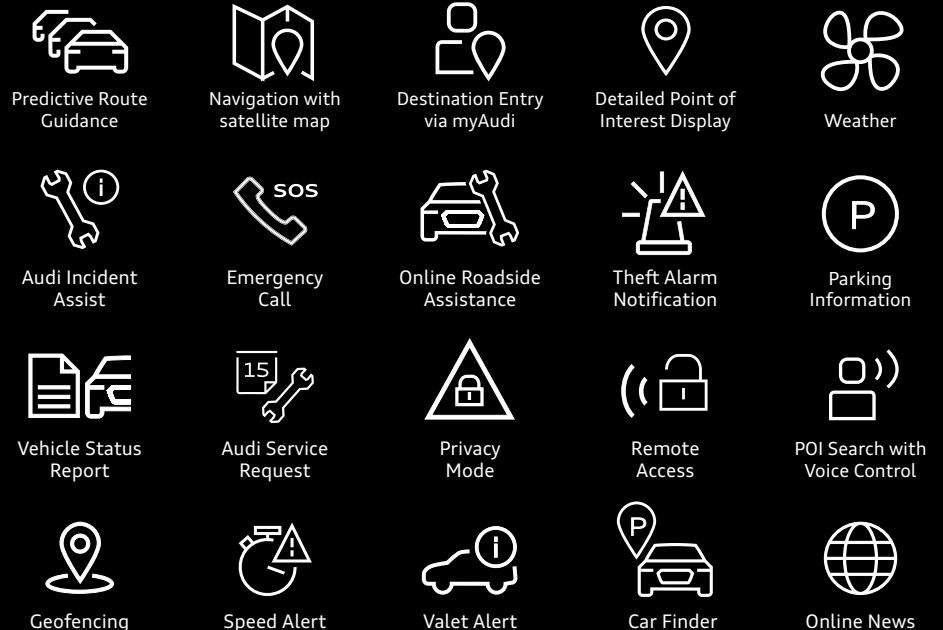 Predictive Route
Guidance
Navigation with
satellite map
Destination Entry
via myAudi
Detailed Point of
Interest Display
Weather
i
Audi Incident
Assist
SOS
Emergency
Call
Online Roadside
Assistance
Theft Alarm
Notification
P
Parking
Information
Vehicle Status
Report
15
Audi Service
Request
Privacy
Mode
Remote
Access
POI Search with
Voice Control
Geofencing
Speed Alert
i
Valet Alert
P
Car Finder
Online News